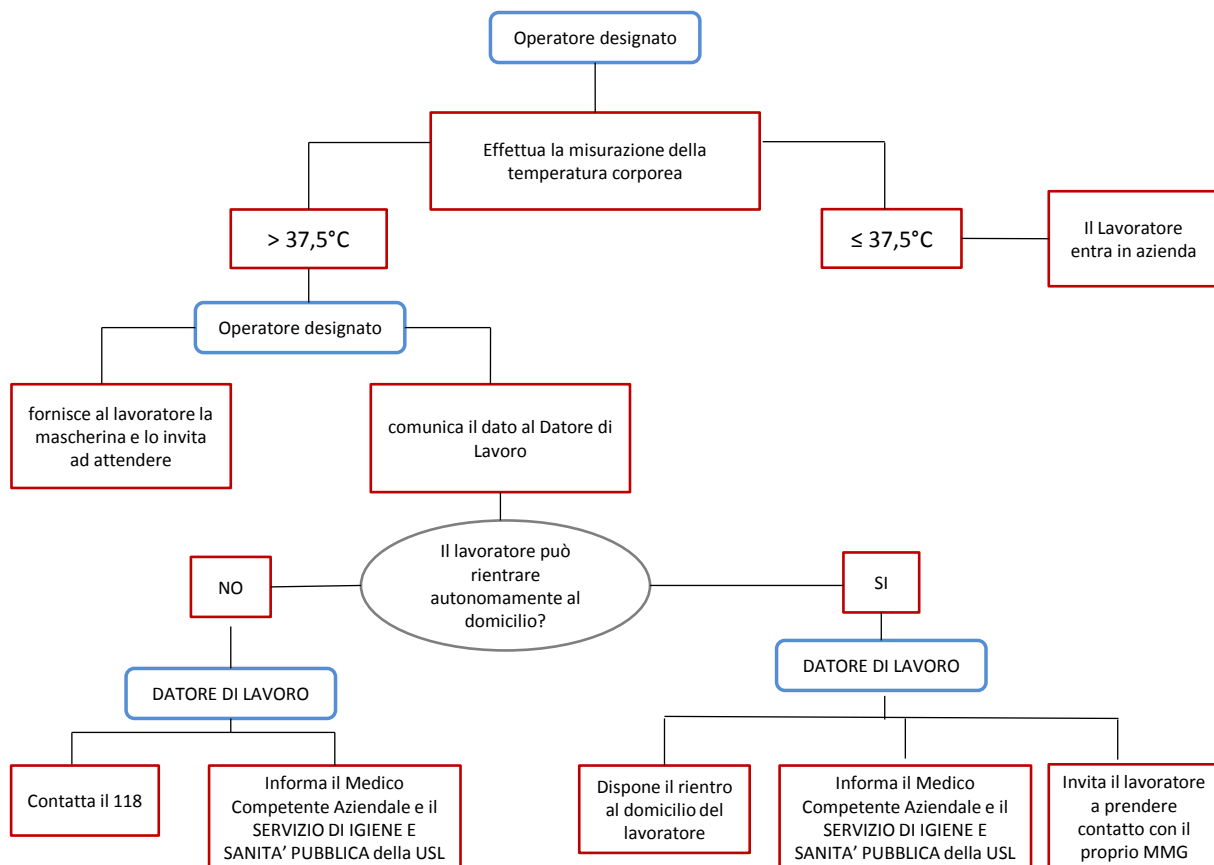 Operatore designato
Effettua la misurazione della
temperatura corporea
> 37,5°C
≤ 37,5°C
Il Lavoratore
entra in azienda
Operatore designato
fornisce al lavoratore la
mascherina e lo invita
ad attendere
comunica il dato al Datore di
Lavoro
Il lavoratore può
rientrare
autonomamente al
domicilio?
NO
SI
DATORE DI LAVORO
DATORE DI LAVORO
Contatta il 118
Informa il Medico
Competente Aziendale e il
SERVIZIO DI IGIENE E
SANITA’ PUBBLICA della USL
Dispone il rientro
al domicilio del
lavoratore
Informa il Medico
Competente Aziendale e il
SERVIZIO DI IGIENE E
SANITA’ PUBBLICA della USL
Invita il lavoratore
a prendere
contatto con il
proprio MMG